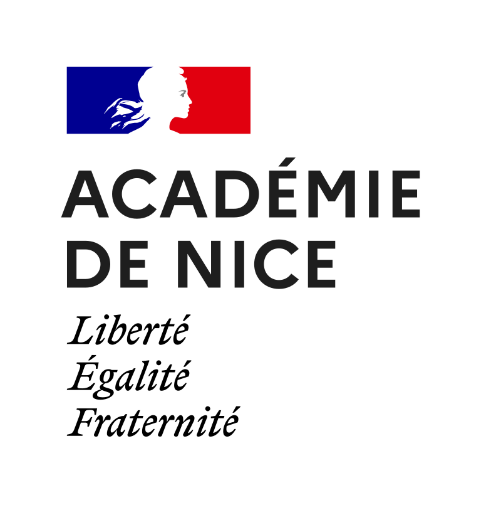 ACADÉMIE
DE NICE
Liberté
Égalité
Fraternité